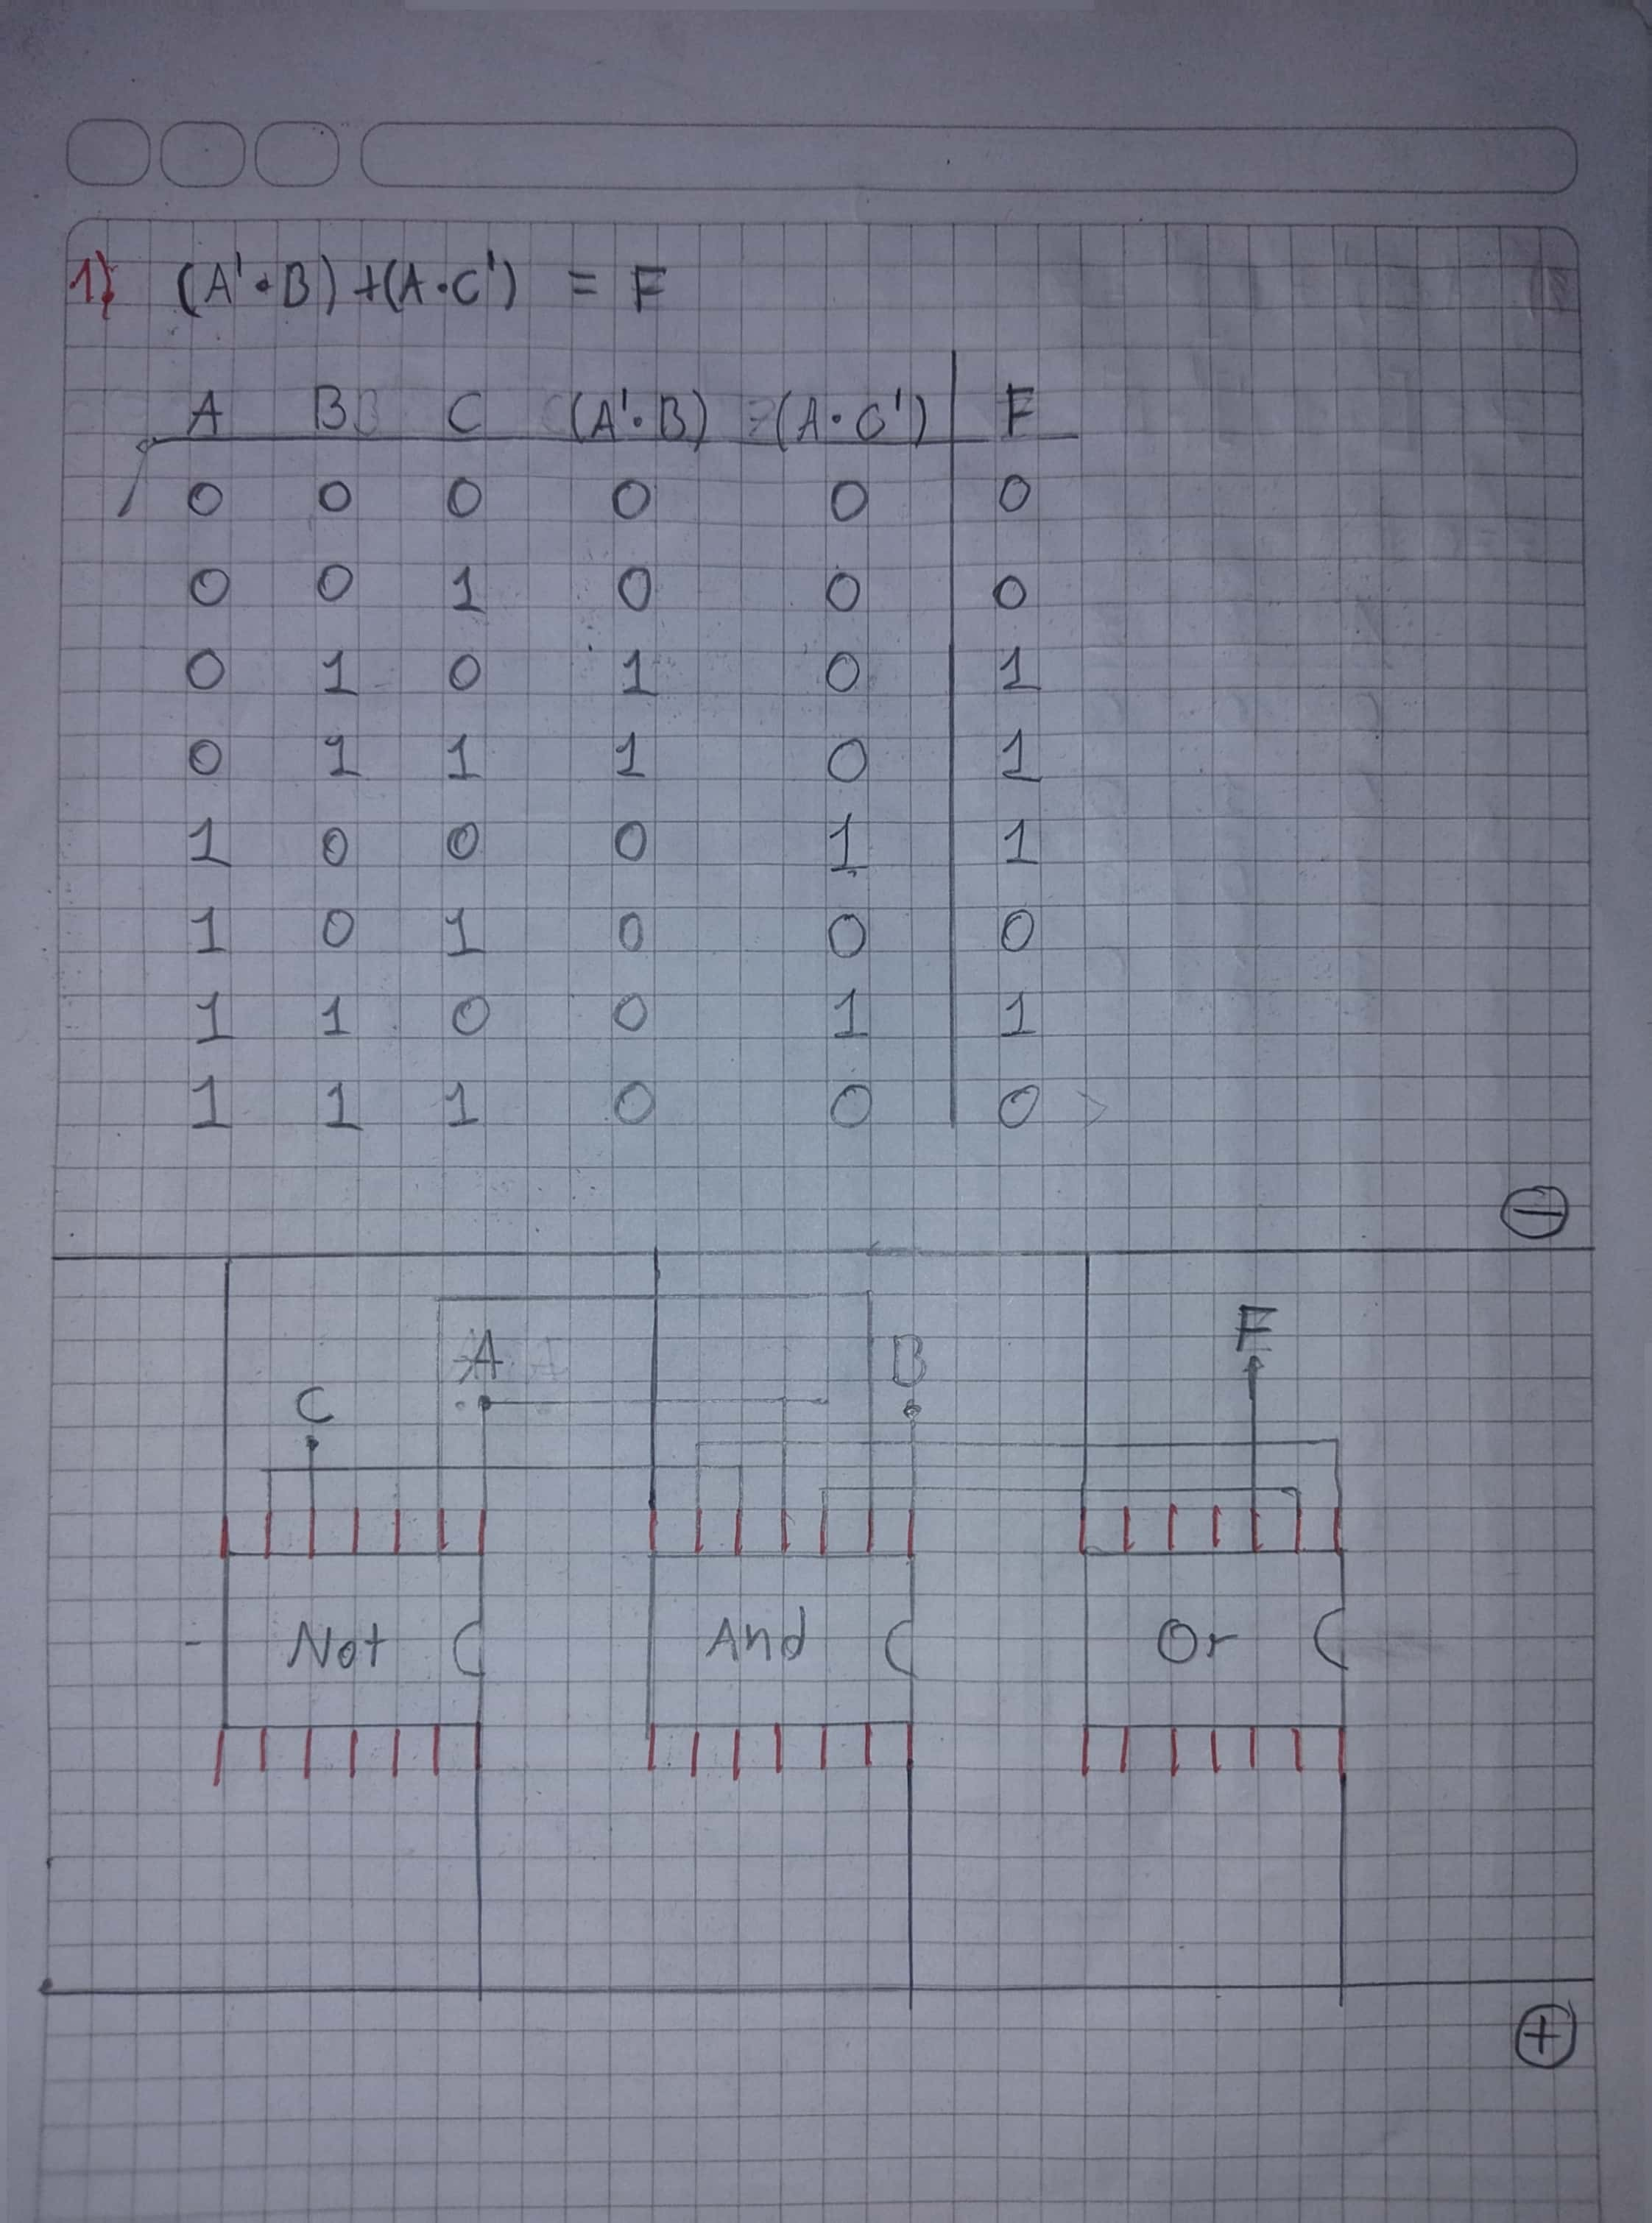 1) (A'·B)+(A·C') = F
A B C (A'·B) (A·C') F
0 0 0 0 0 0
0 0 1 0 0 0
0 1 0 1 0 1
0 1 1 1 0 1
1 0 0 0 1 1
1 0 1 0 0 0
1 1 0 0 1 1
1 1 1 0 0 0
-
F
A B
C
Not And Or
+